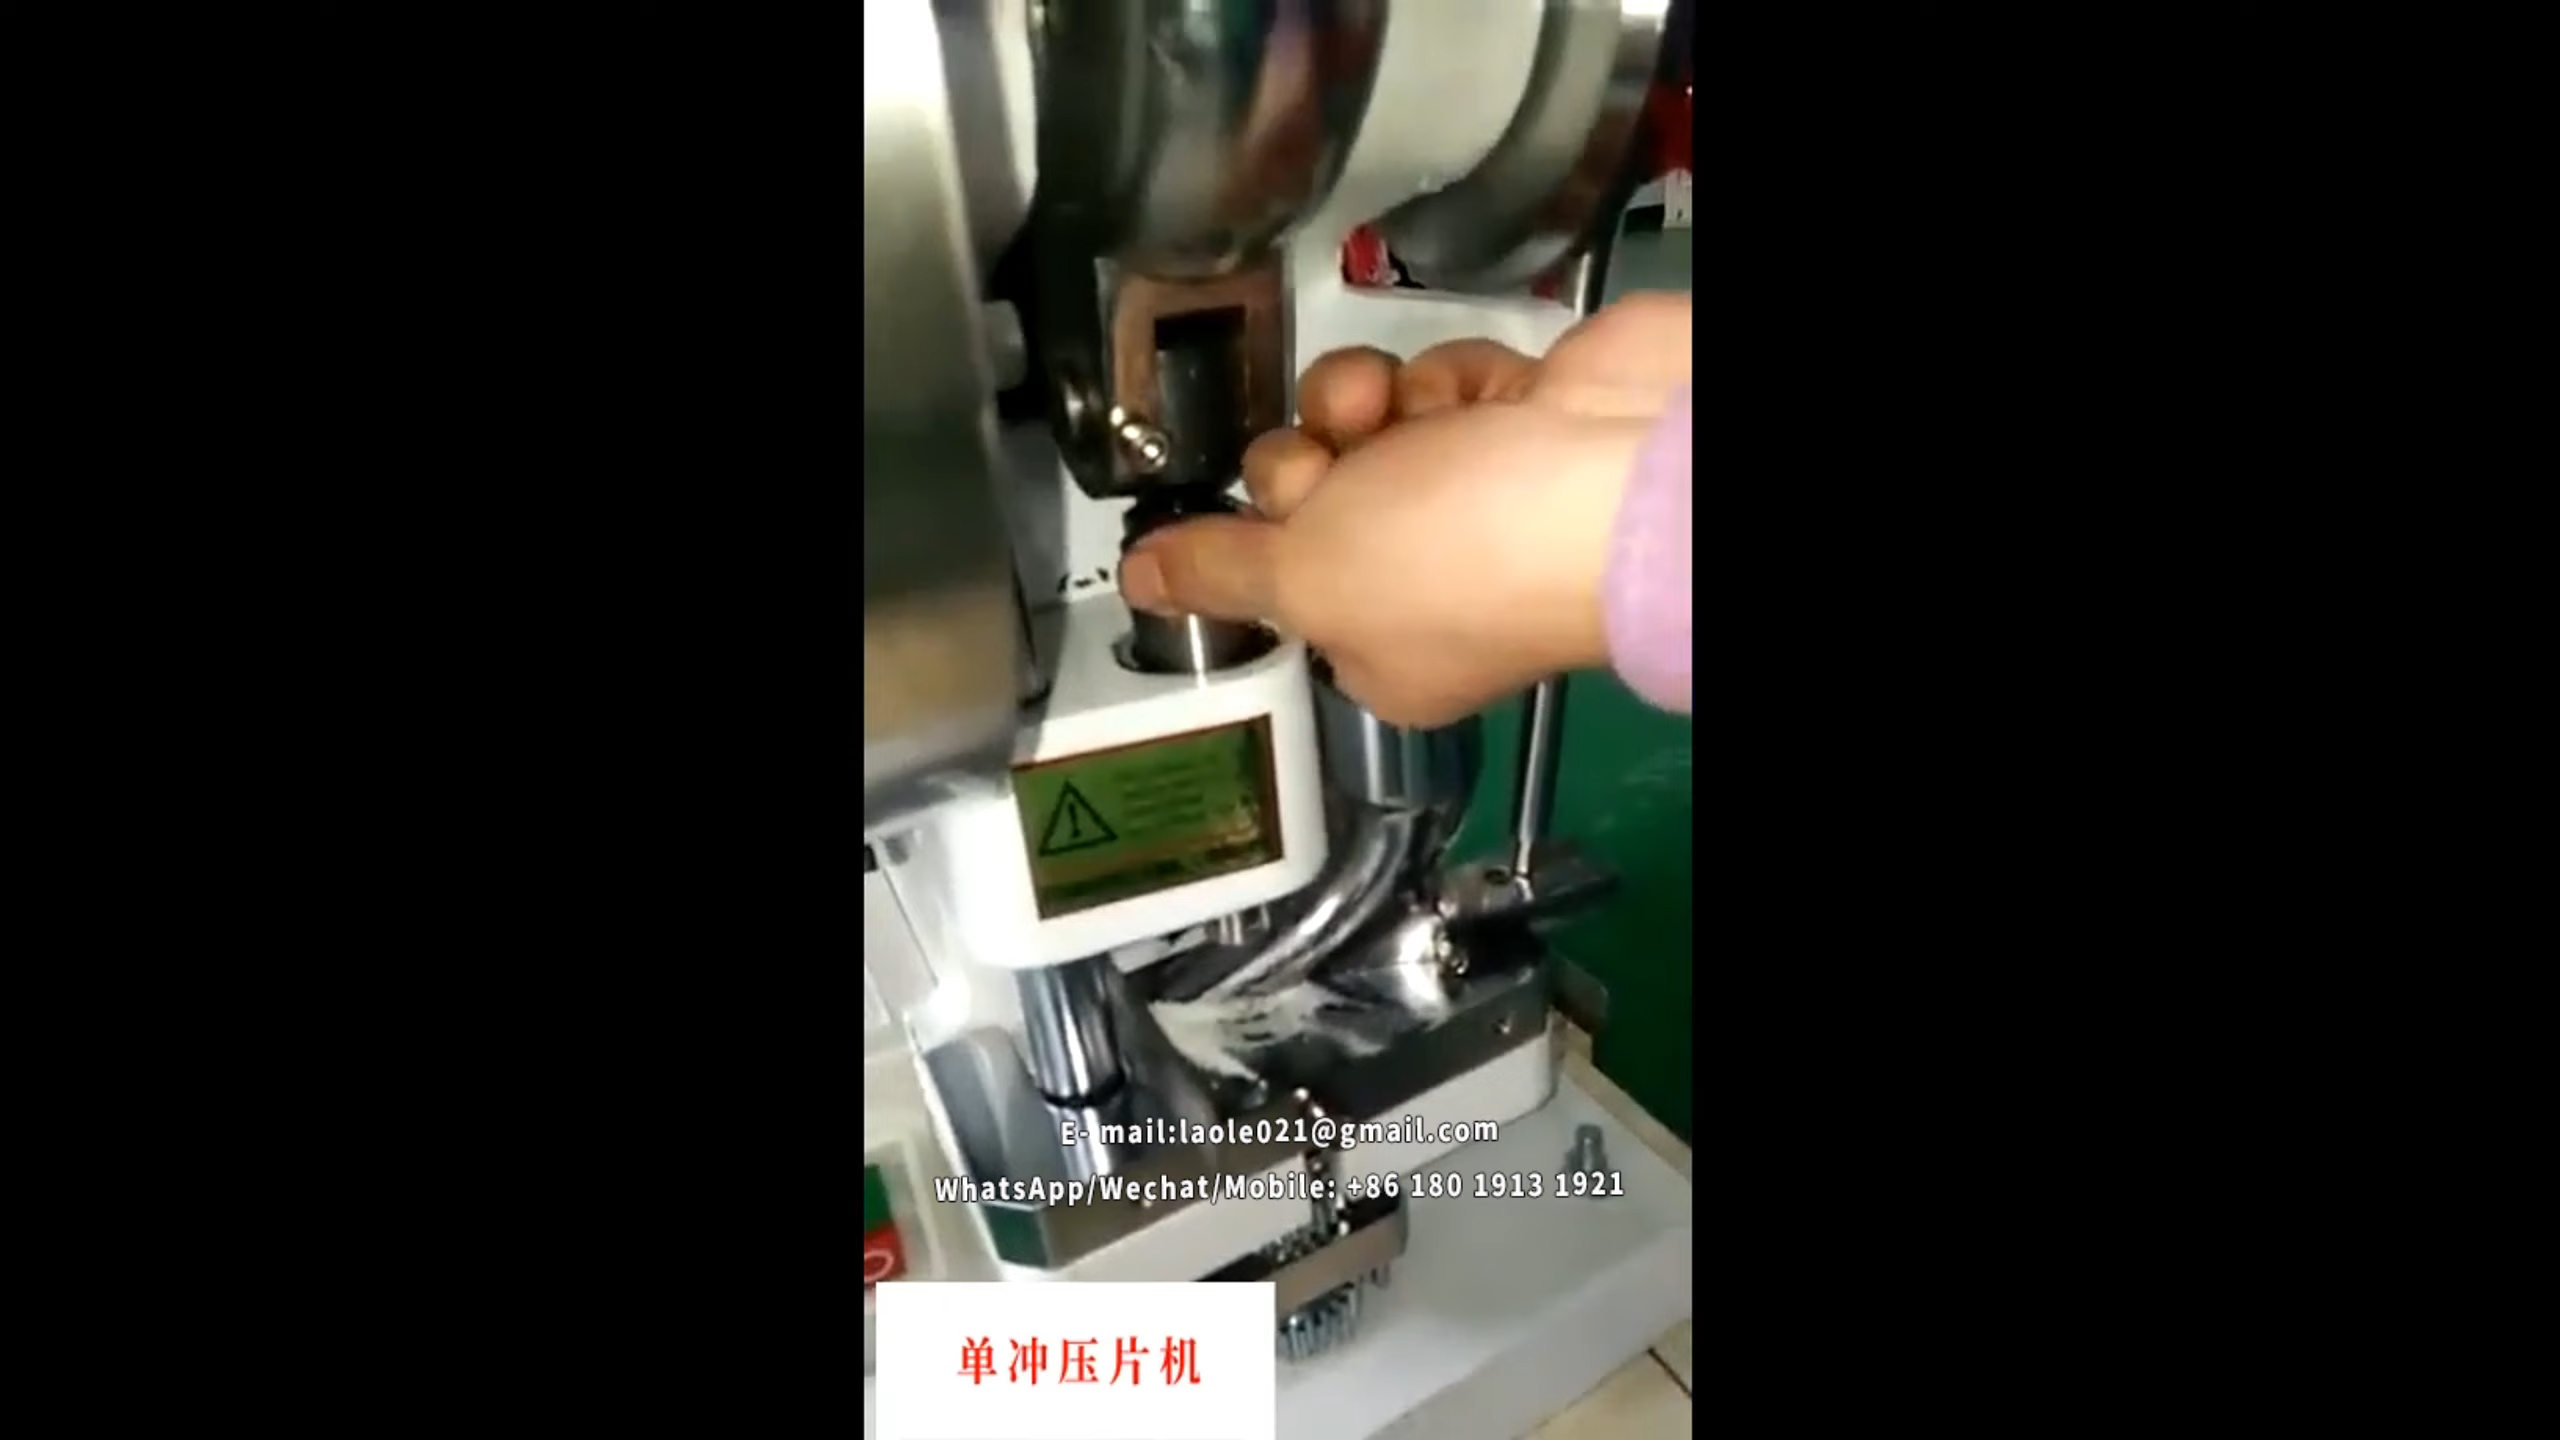 E- mail:laole021@gmail.com
WhatsApp/Wechat/Mobile: +86 180 1913 1921
单冲压片机